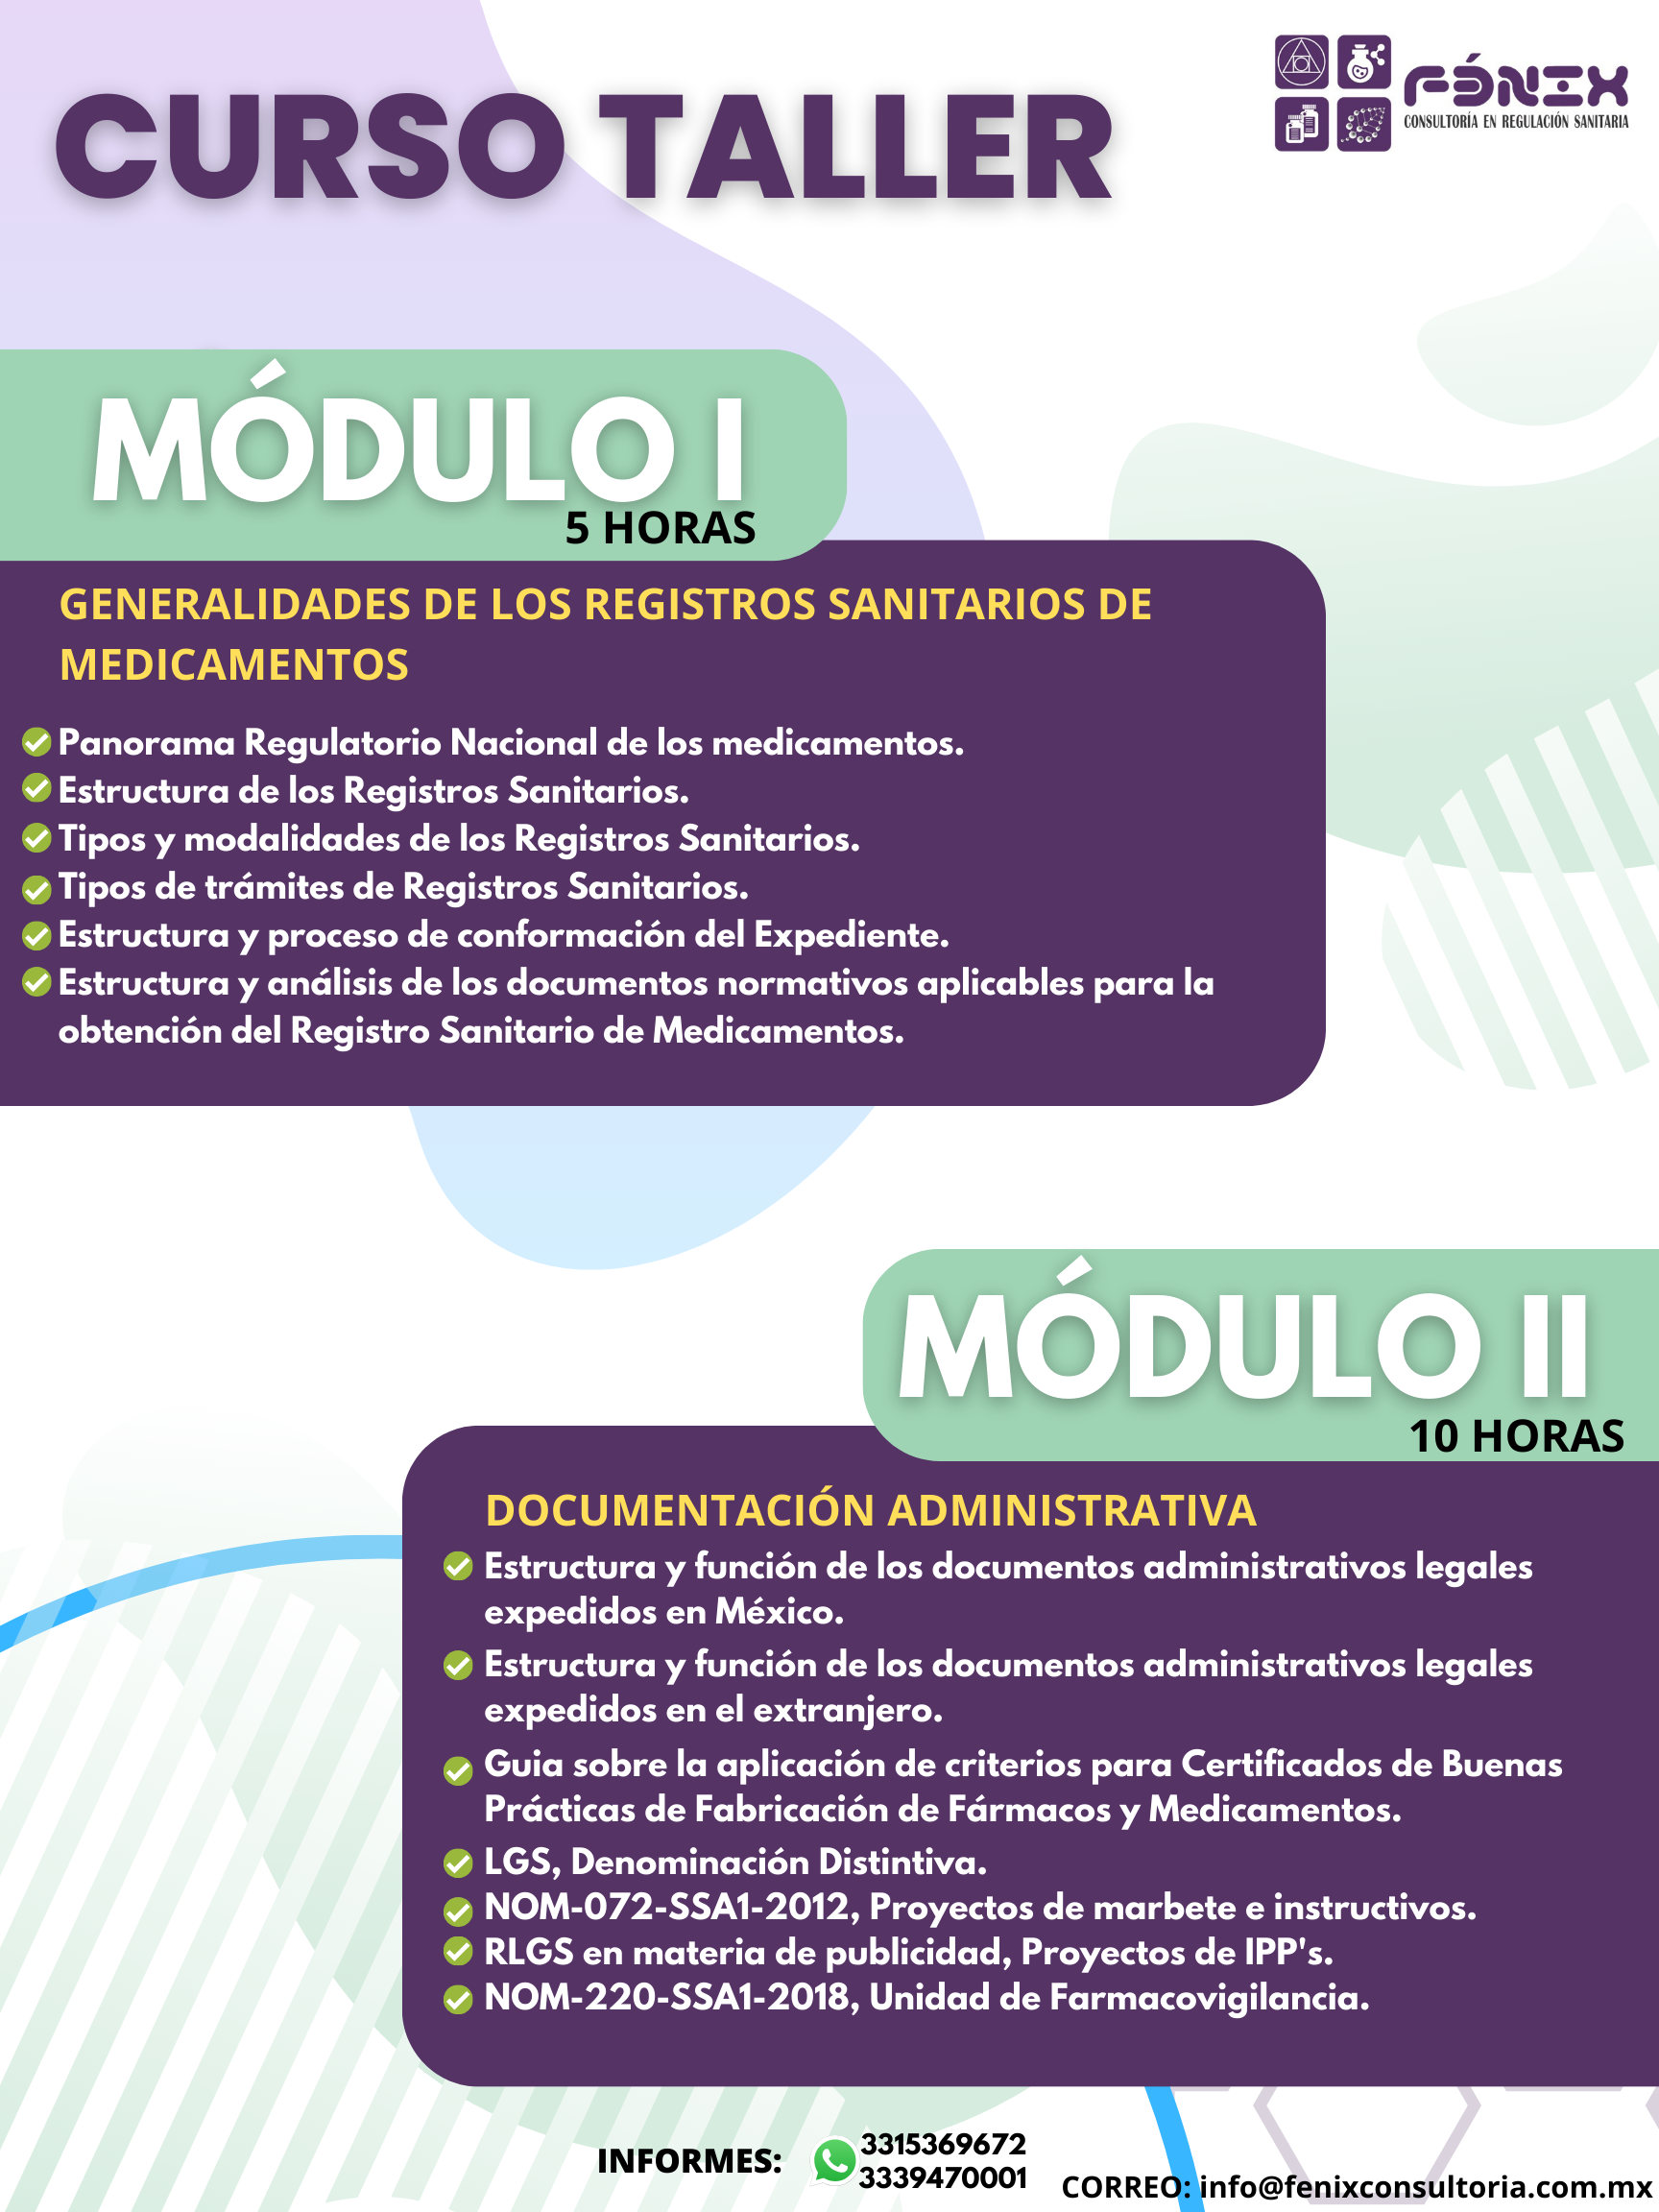 CURSO TALLER
FÉNIX
CONSULTORÍA EN REGULACIÓN SANITARIA
MÓDULO I
5 HORAS
GENERALIDADES DE LOS REGISTROS SANITARIOS DE
MEDICAMENTOS
Panorama Regulatorio Nacional de los medicamentos.
Estructura de los Registros Sanitarios.
Tipos y modalidades de los Registros Sanitarios.
Tipos de trámites de Registros Sanitarios.
Estructura y proceso de conformación del Expediente.
Estructura y análisis de los documentos normativos aplicables para la
obtención del Registro Sanitario de Medicamentos.
MÓDULO II
10 HORAS
DOCUMENTACIÓN ADMINISTRATIVA
Estructura y función de los documentos administrativos legales
expedidos en México.
Estructura y función de los documentos administrativos legales
expedidos en el extranjero.
Guia sobre la aplicación de criterios para Certificados de Buenas
Prácticas de Fabricación de Fármacos y Medicamentos.
LGS, Denominación Distintiva.
NOM-072-SSA1-2012, Proyectos de marbete e instructivos.
RLGS en materia de publicidad, Proyectos de IPP's.
NOM-220-SSA1-2018, Unidad de Farmacovigilancia.
INFORMES:
3315369672
3339470001
CORREO: info@fenixconsultoria.com.mx